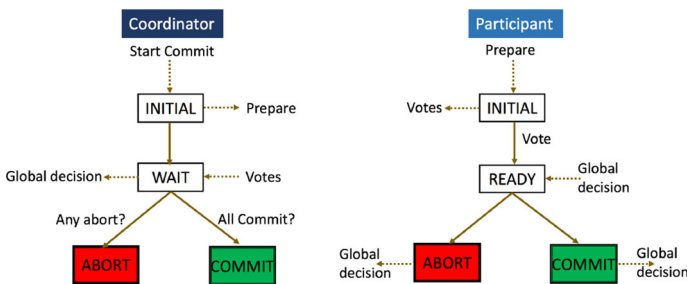 Coordinator
Start Commit
INITIAL
Prepare
Global decision
WAIT
Votes
Any abort?
All Commit?
ABORT
COMMIT
Participant
Prepare
Votes
INITIAL
Vote
READY
Global
decision
Global
decision
ABORT
COMMIT
Global
decision